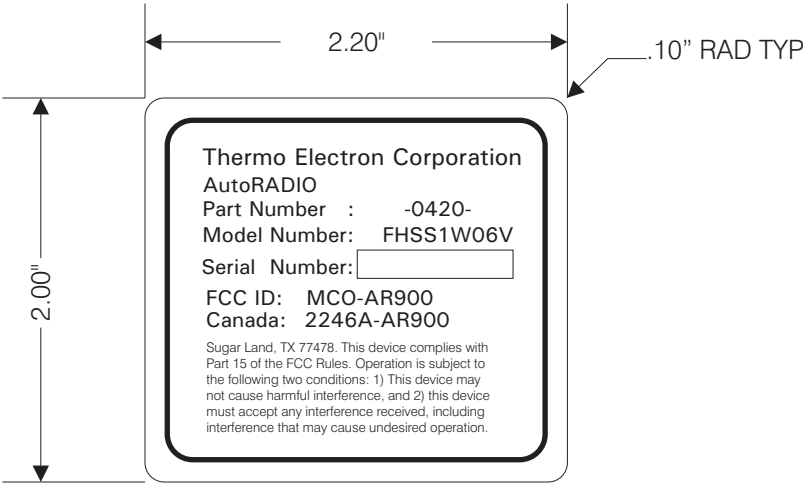 2.20"
.10” RAD TYP
2.00"
Thermo Electron Corporation
AutoRADIO
Part Number : -0420-
Model Number: FHSS1W06V
Serial Number:
FCC ID: MCO-AR900
Canada: 2246A-AR900
Sugar Land, TX 77478. This device complies with
Part 15 of the FCC Rules. Operation is subject to
the following two conditions: 1) This device may
not cause harmful interference, and 2) this device
must accept any interference received, including
interference that may cause undesired operation.